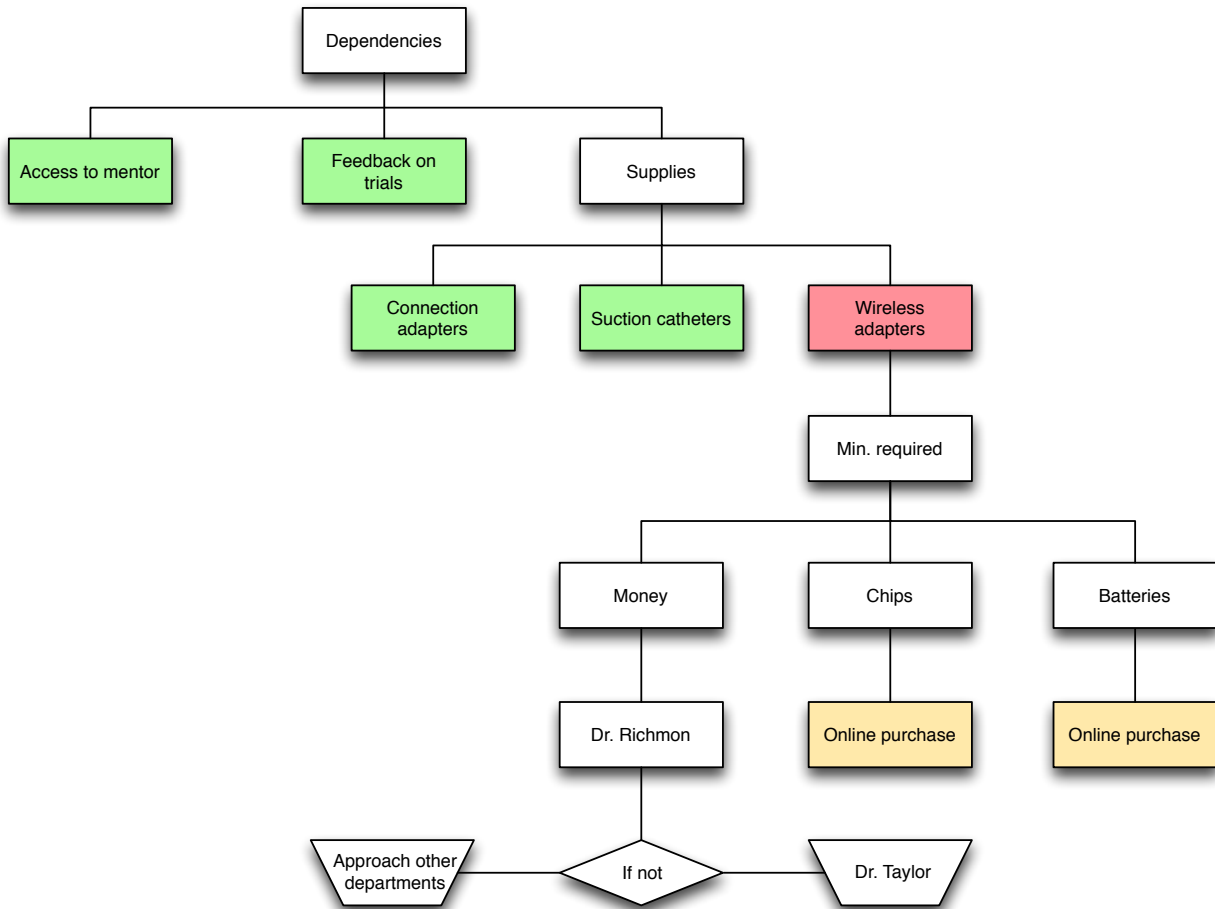 Dependencies
Access to mentor
Feedback on
trials
Supplies
Connection
adapters
Suction catheters
Wireless
adapters
Min. required
Money
Chips
Batteries
Dr. Richmon
Online purchase
Online purchase
Approach other
departments
If not
Dr. Taylor